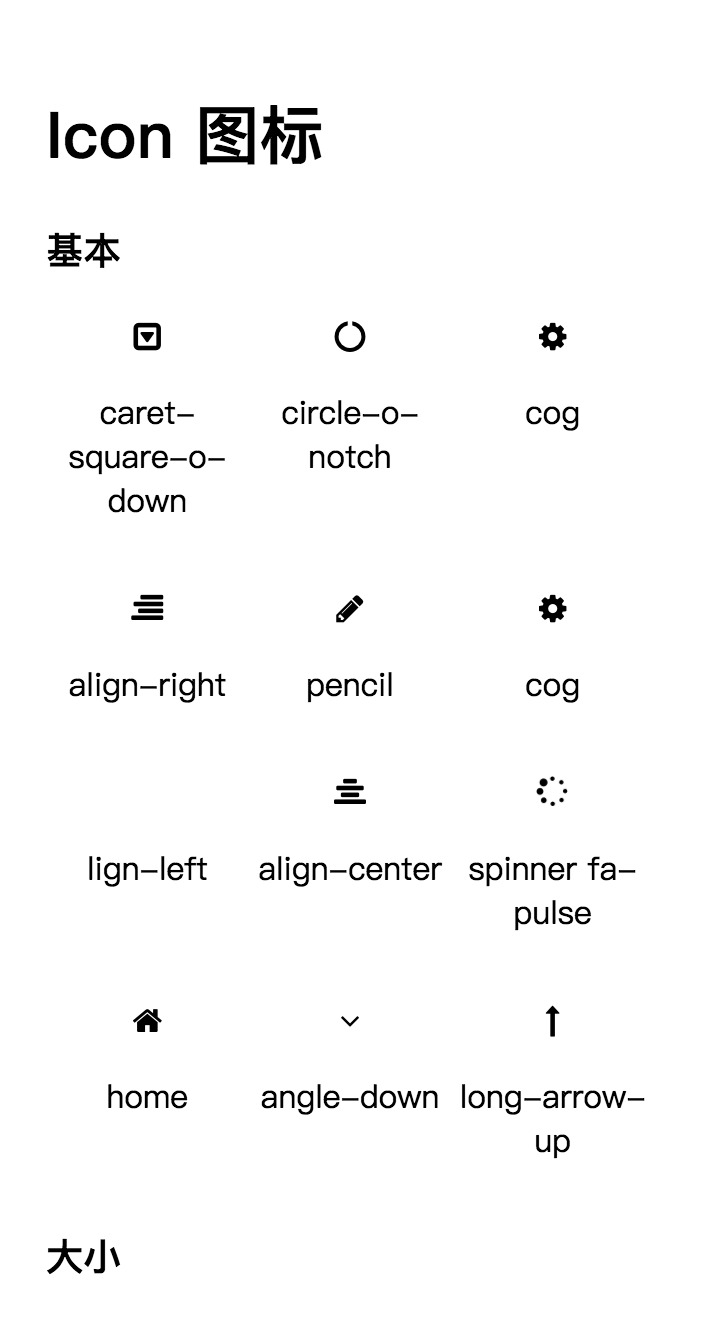 Icon 图标
基本
caret-
square-o-
down
circle-o-
notch
cog
align-right
pencil
cog
lign-left
align-center
spinner fa-
pulse
home
angle-down
long-arrow-
up
大小